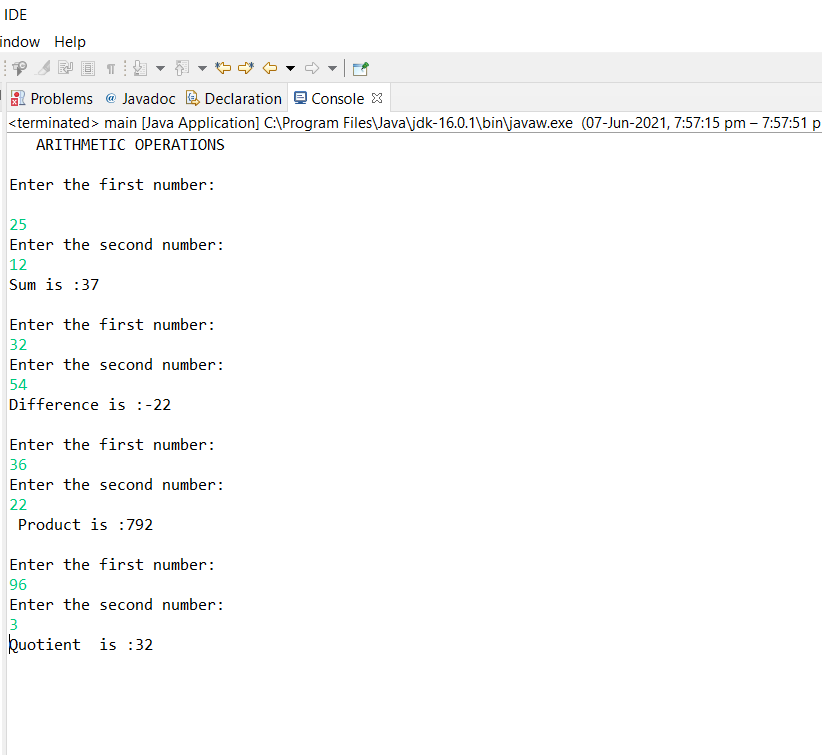 IDE
indow Help
Problems @ Javadoc Declaration Console
<terminated> main [Java Application] C:\Program Files\Java\jdk-16.0.1\bin\javaw.exe (07-Jun-2021, 7:57:15 pm – 7:57:51 p
ARITHMETIC OPERATIONS
Enter the first number:
25
Enter the second number:
12
Sum is :37
Enter the first number:
32
Enter the second number:
54
Difference is :-22
Enter the first number:
36
Enter the second number:
22
Product is :792
Enter the first number:
96
Enter the second number:
3
Quotient  is :32